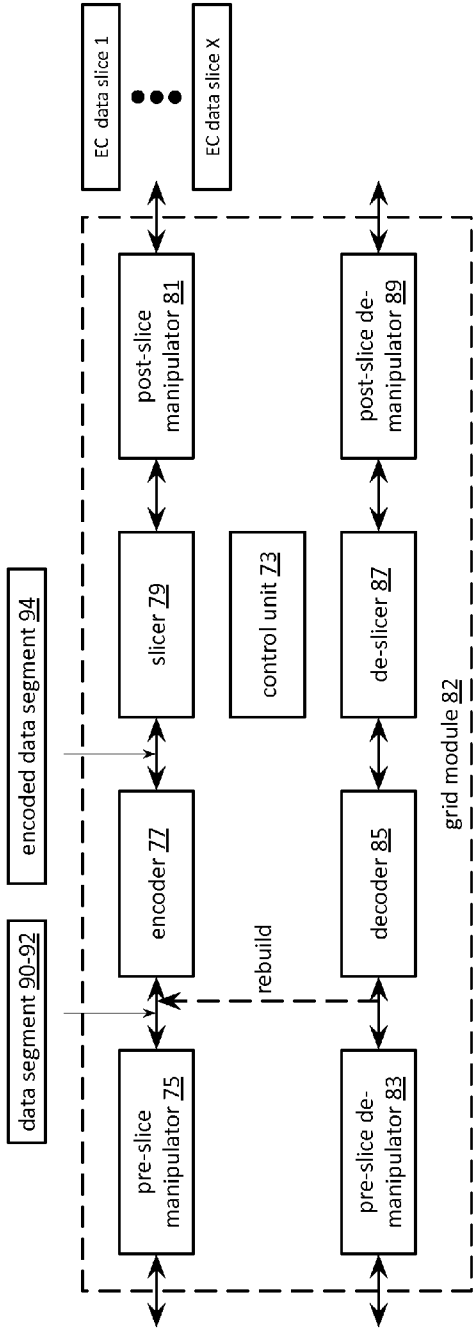 data segment 90-92
encoded data segment 94
EC data slice 1
EC data slice X
pre-slice
manipulator 75
encoder 77
slicer 79
post-slice
manipulator 81
rebuild
control unit 73
pre-slice de-
manipulator 83
decoder 85
de-slicer 87
post-slice de-
manipulator 89
grid module 82